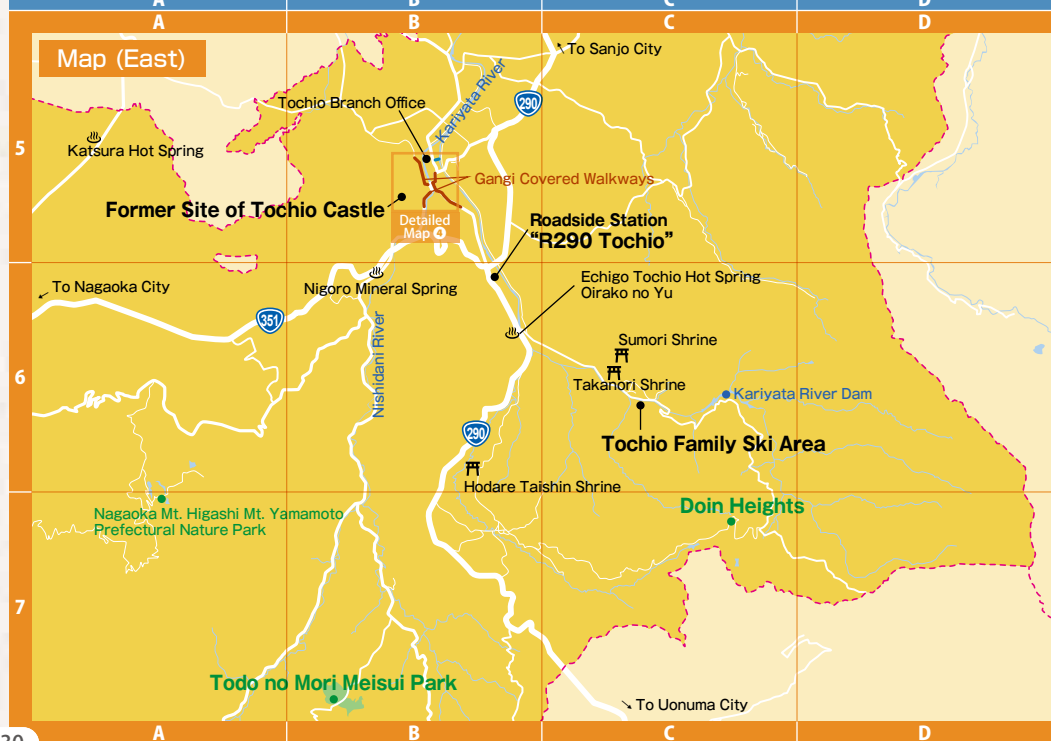 A B C D
A B C D
Map (East)
To Sanjo City
Kariyata River
290
Tochio Branch Office
5
Katsura Hot Spring
Gangi Covered Walkways
Former Site of Tochio Castle
Detailed
Map 4
Roadside Station
“R290 Tochio”
To Nagaoka City
Nigoro Mineral Spring
Echigo Tochio Hot Spring
Oirako no Yu
351
Nishidani River
Sumori Shrine
6
Takanori Shrine
Kariyata River Dam
290
Tochio Family Ski Area
Hodare Taishin Shrine
Nagaoka Mt. Higashi Mt. Yamamoto
Prefectural Nature Park
Doin Heights
7
Todo no Mori Meisui Park
To Uonuma City
A B C D
30